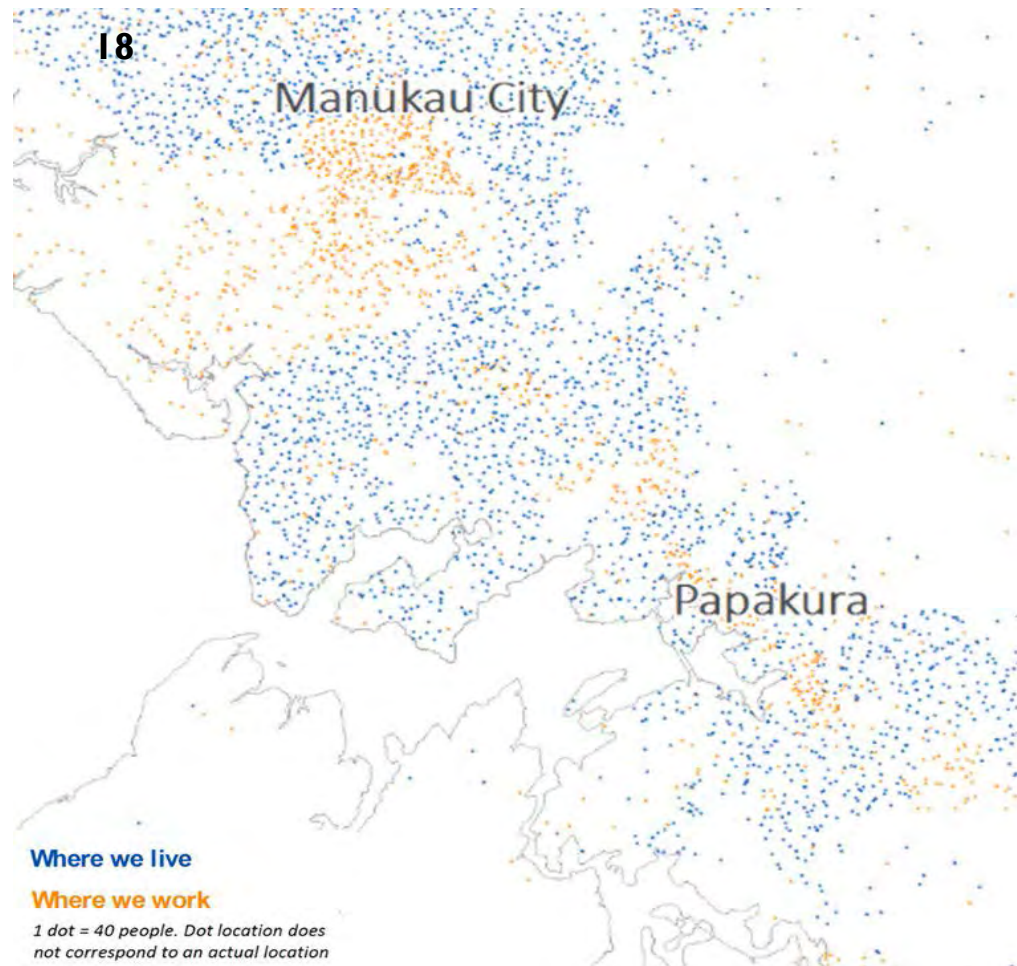 18
Manukau City
Papakura
Where we live
Where we work
1 dot = 40 people. Dot location does
not correspond to an actual location